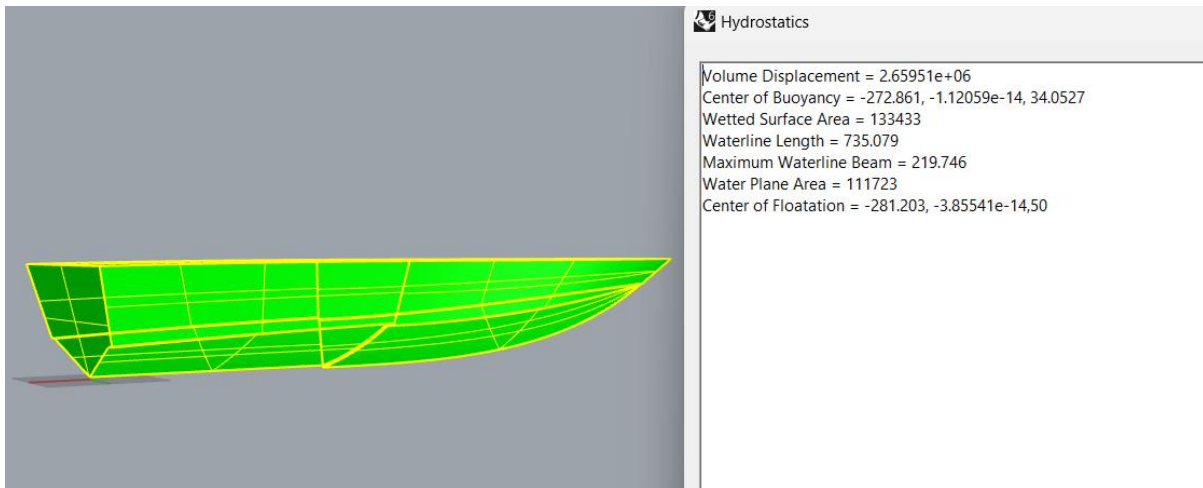 Hydrostatics
Volume Displacement = 2.65951e+06
Center of Buoyancy = -272.861, -1.12059e-14, 34.0527
Wetted Surface Area = 133433
Waterline Length = 735.079
Maximum Waterline Beam = 219.746
Water Plane Area = 111723
Center of Floatation = -281.203, -3.85541e-14,50